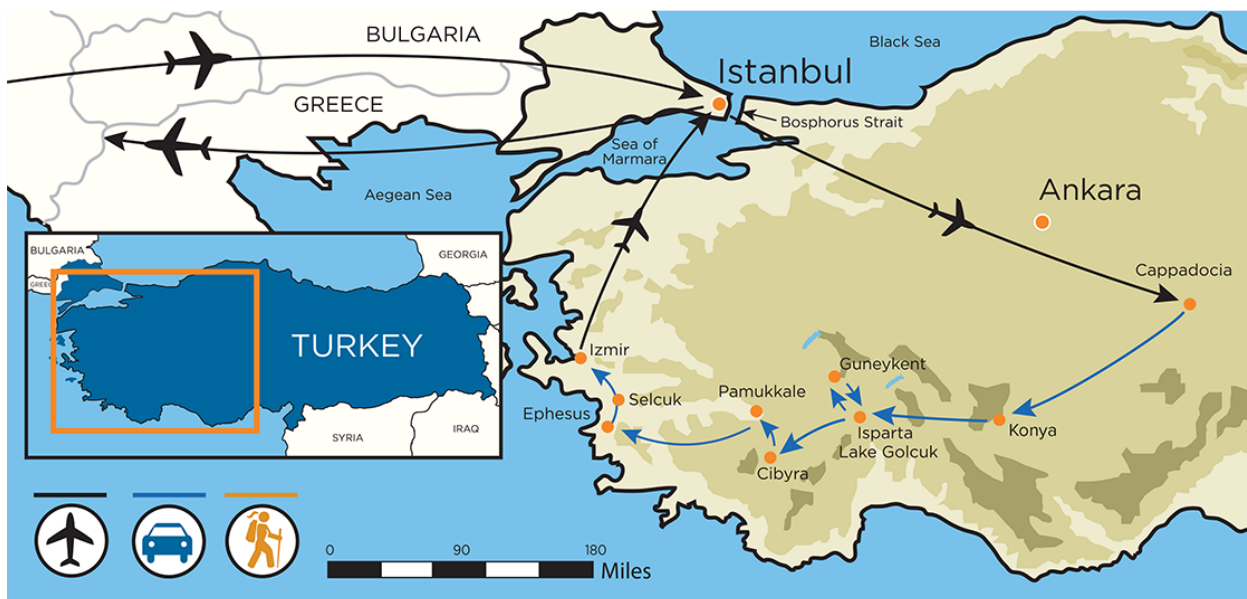 BULGARIA
Black Sea
Istanbul
GREECE
Bosphorus Strait
Sea of
Marmara
Aegean Sea
Ankara
BULGARIA
GEORGIA
GREECE
Cappadocia
TURKEY
Izmir
Guneykent
Pamukkale
Selcuk
Ephesus
Isparta
Lake Golcuk
Konya
SYRIA
IRAQ
Cibyra
0
90
180
Miles